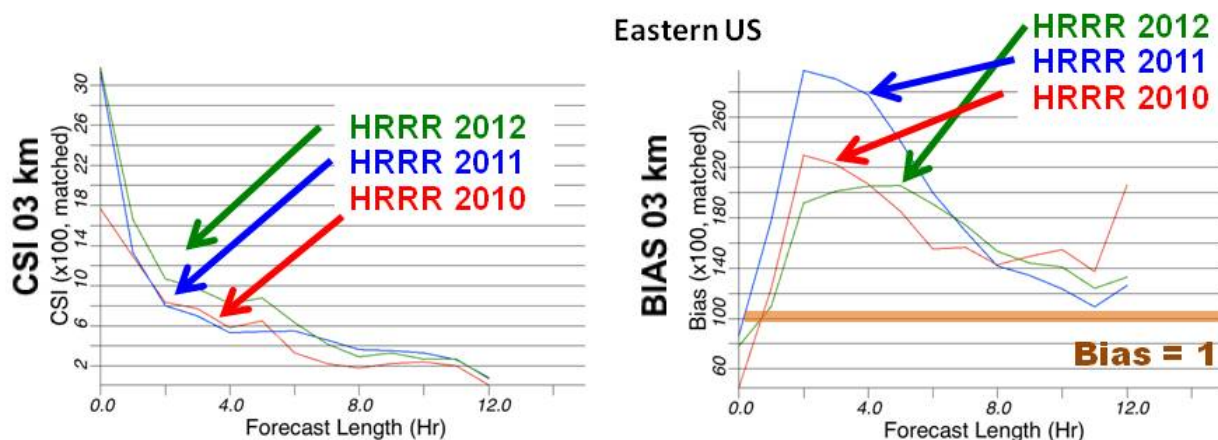 Eastern US
CSI 03 km
CSI (x100, matched)
30
26
22
18
14
10
6
2
0.0
4.0
8.0
12.0
Forecast Length (Hr)
HRRR 2012
HRRR 2011
HRRR 2010
BIAS 03 km
Bias (x100, matched)
260
220
180
140
100
60
0.0
4.0
8.0
12.0
Forecast Length (Hr)
HRRR 2012
HRRR 2011
HRRR 2010
Bias = 1